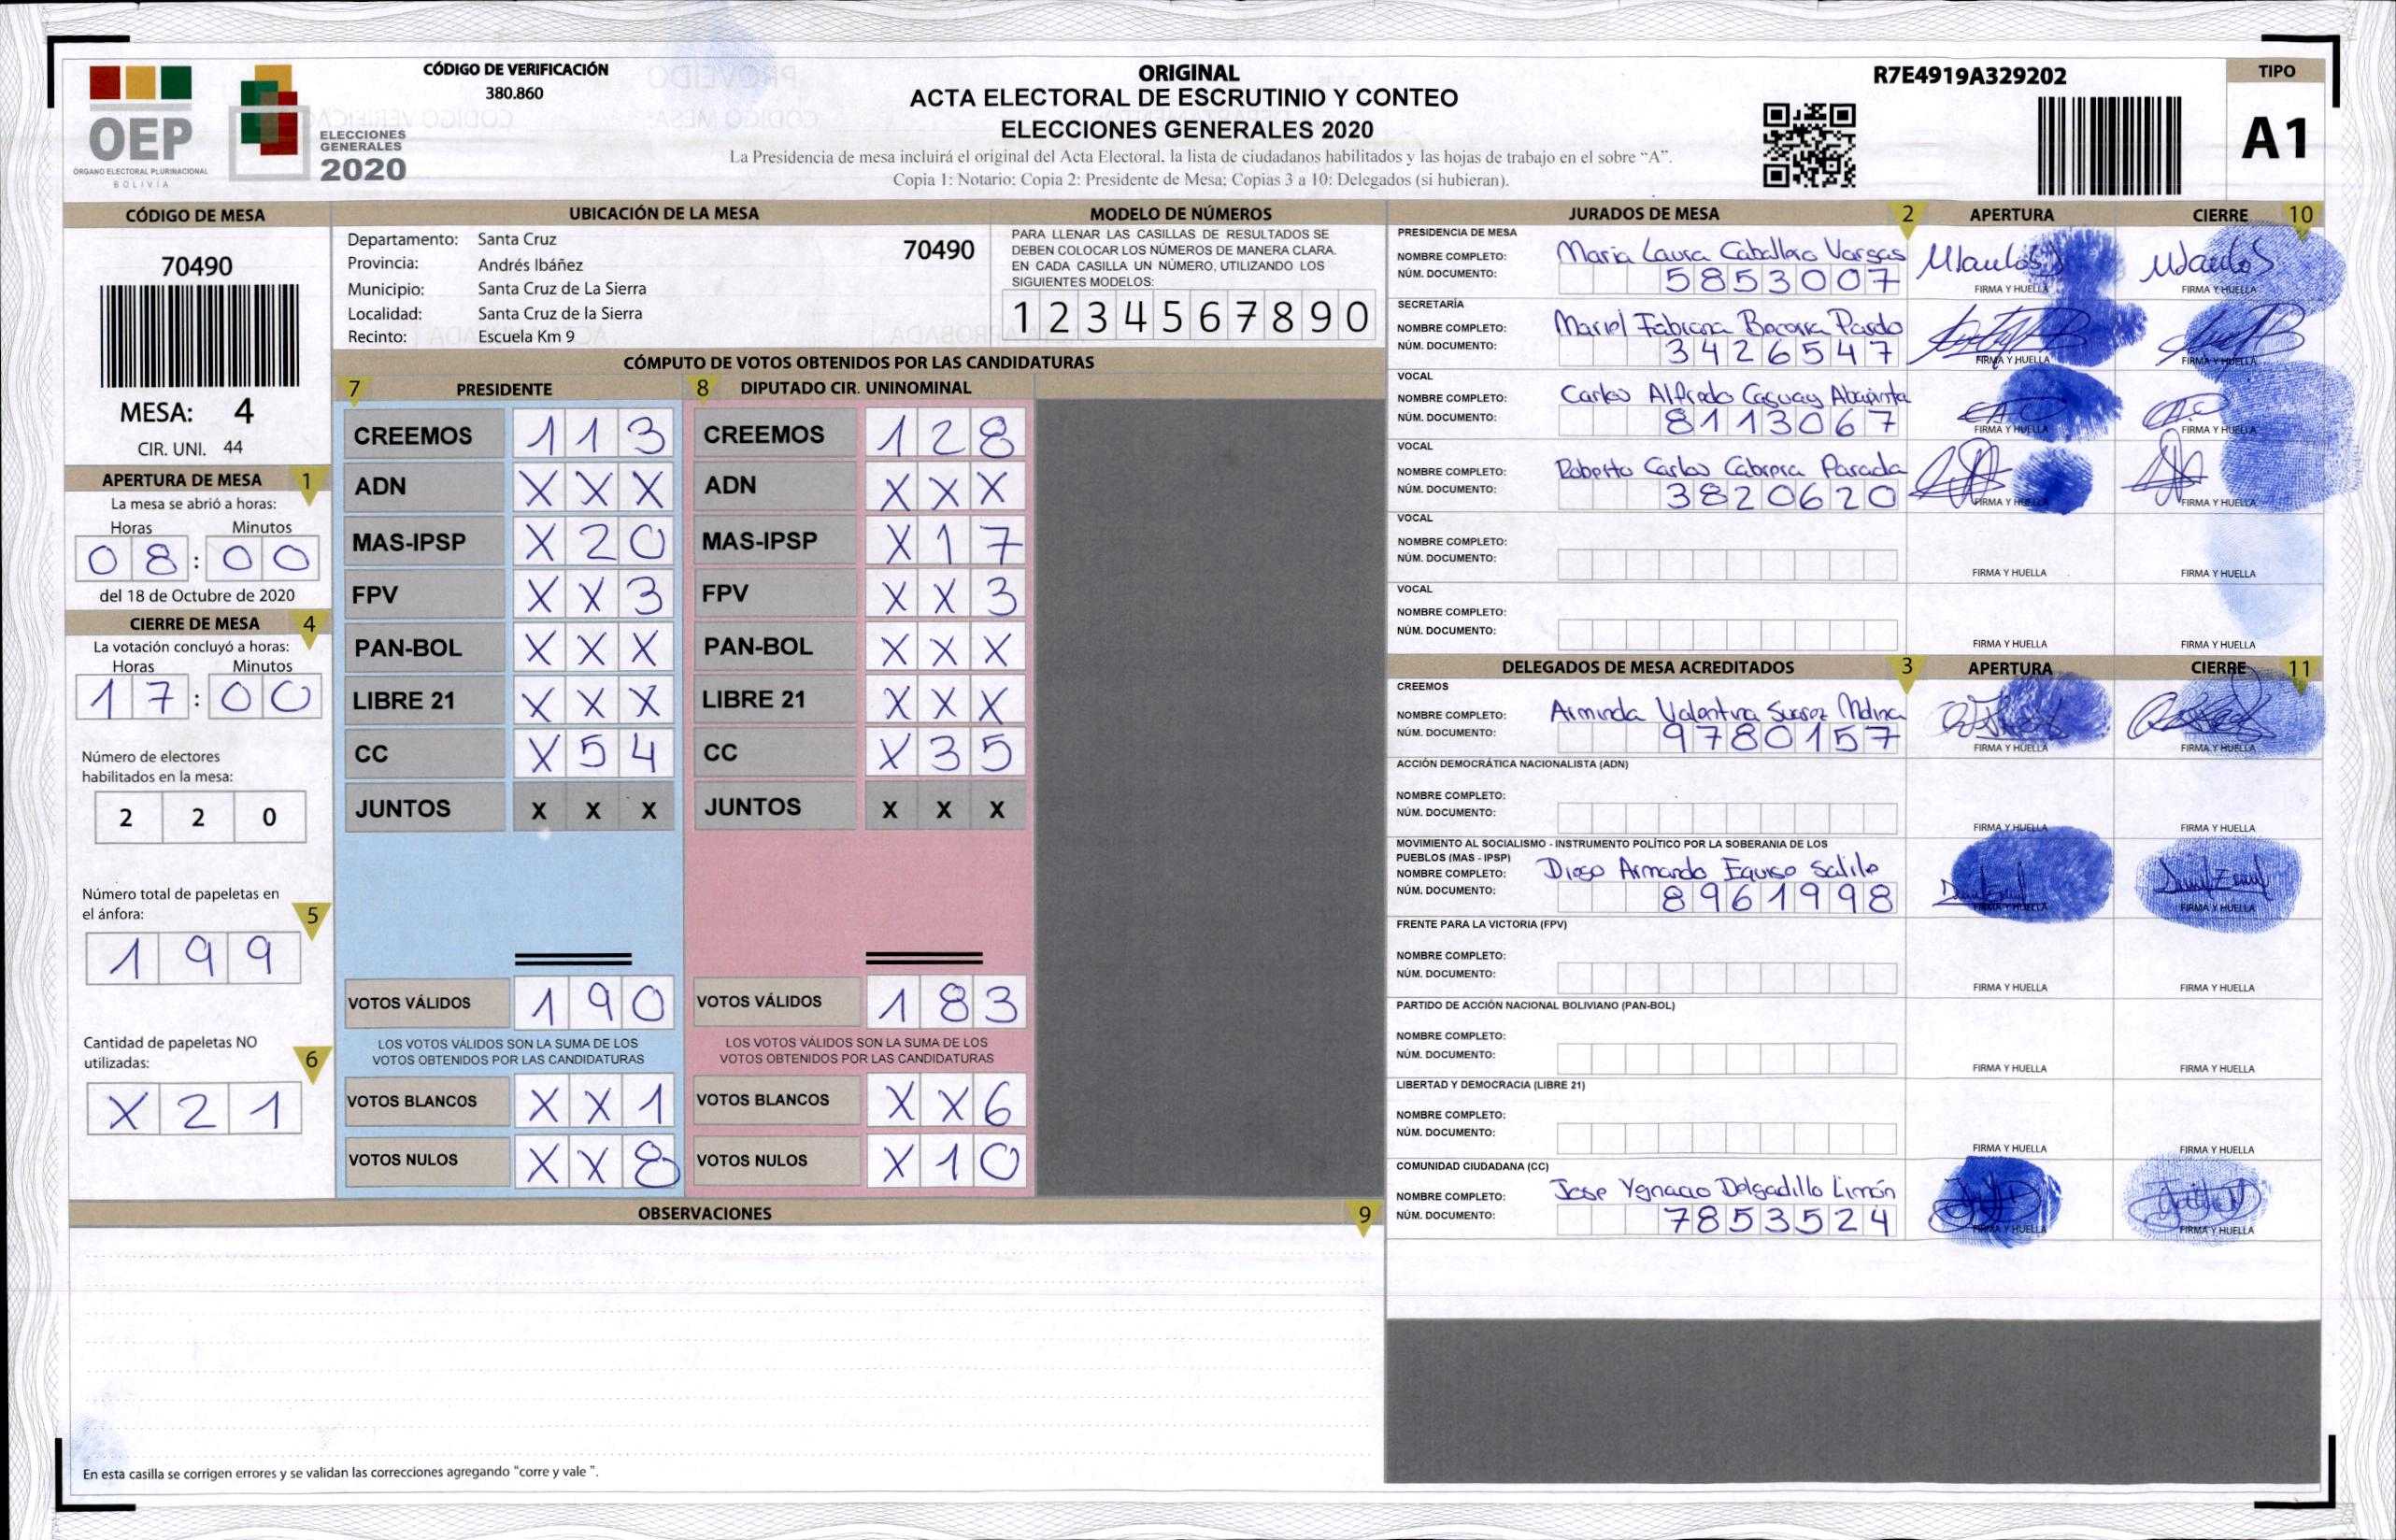 CÓDIGO DE VERIFICACIÓN
380.860
OEP
ÓRGANO ELECTORAL PLURINACIONAL
BOLIVIA
ELECCIONES
GENERALES
2020
ORIGINAL
ACTA ELECTORAL DE ESCRUTINIO Y CONTEO
ELECCIONES GENERALES 2020
La Presidencia de mesa incluirá el original del Acta Electoral, la lista de ciudadanos habilitados y las hojas de trabajo en el sobre "A".
Copia 1: Notario; Copia 2: Presidente de Mesa; Copias 3 a 10: Delegados (si hubieran).
R7E4919A329202
TIPO
A1
CÓDIGO DE MESA
70490
MESA: 4
CIR. UNI. 44
APERTURA DE MESA 1
La mesa se abrió a horas:
Horas Minutos
08:00
del 18 de Octubre de 2020
CIERRE DE MESA 4
La votación concluyó a horas:
Horas Minutos
17:00
Número de electores
habilitados en la mesa:
2 2 0
Número total de papeletas en
el ánfora: 5
1 9 9
Cantidad de papeletas NO
utilizadas: 6
X 2 1
UBICACIÓN DE LA MESA
Departamento: Santa Cruz 70490
Provincia: Andrés Ibáñez
Municipio: Santa Cruz de La Sierra
Localidad: Santa Cruz de la Sierra
Recinto: Escuela Km 9
MODELO DE NÚMEROS
PARA LLENAR LAS CASILLAS DE RESULTADOS SE
DEBEN COLOCAR LOS NÚMEROS DE MANERA CLARA.
EN CADA CASILLA UN NÚMERO, UTILIZANDO LOS
SIGUIENTES MODELOS:
1 2 3 4 5 6 7 8 9 0
CÓMPUTO DE VOTOS OBTENIDOS POR LAS CANDIDATURAS
7 PRESIDENTE
CREEMOS 1 1 3
ADN X X X
MAS-IPSP X 2 0
FPV X X 3
PAN-BOL X X X
LIBRE 21 X X X
CC X 5 4
JUNTOS X X X
VOTOS VÁLIDOS 1 9 0
LOS VOTOS VÁLIDOS SON LA SUMA DE LOS
VOTOS OBTENIDOS POR LAS CANDIDATURAS
VOTOS BLANCOS X X 1
VOTOS NULOS X X 8
8 DIPUTADO CIR. UNINOMINAL
CREEMOS 1 2 8
ADN X X X
MAS-IPSP X 1 7
FPV X X 3
PAN-BOL X X X
LIBRE 21 X X X
CC X 3 5
JUNTOS X X X
VOTOS VÁLIDOS 1 8 3
LOS VOTOS VÁLIDOS SON LA SUMA DE LOS
VOTOS OBTENIDOS POR LAS CANDIDATURAS
VOTOS BLANCOS X X 6
VOTOS NULOS X 1 0
OBSERVACIONES 9
En esta casilla se corrigen errores y se validan las correcciones agregando "corre y vale ".
JURADOS DE MESA 2 APERTURA CIERRE 10
PRESIDENCIA DE MESA
NOMBRE COMPLETO: Maria Laura Caballero Vargas
NÚM. DOCUMENTO: 5853007 FIRMA Y HUELLA FIRMA Y HUELLA
SECRETARÍA
NOMBRE COMPLETO: Mariel Fabiana Becerra Pardo
NÚM. DOCUMENTO: 3426547 FIRMA Y HUELLA FIRMA Y HUELLA
VOCAL
NOMBRE COMPLETO: Carlos Alfredo
NÚM. DOCUMENTO: 8113067 FIRMA Y HUELLA FIRMA Y HUELLA
VOCAL
NOMBRE COMPLETO: Roberto Carlos Cabrera Parada
NÚM. DOCUMENTO: 3820620 FIRMA Y HUELLA FIRMA Y HUELLA
VOCAL
NOMBRE COMPLETO:
NÚM. DOCUMENTO: FIRMA Y HUELLA FIRMA Y HUELLA
VOCAL
NOMBRE COMPLETO:
NÚM. DOCUMENTO: FIRMA Y HUELLA FIRMA Y HUELLA
DELEGADOS DE MESA ACREDITADOS 3 APERTURA CIERRE 11
CREEMOS
NOMBRE COMPLETO: Arminda Valentina Suarez
NÚM. DOCUMENTO: 9780157 FIRMA Y HUELLA FIRMA Y HUELLA
ACCIÓN DEMOCRÁTICA NACIONALISTA (ADN)
NOMBRE COMPLETO:
NÚM. DOCUMENTO: FIRMA Y HUELLA FIRMA Y HUELLA
MOVIMIENTO AL SOCIALISMO - INSTRUMENTO POLÍTICO POR LA SOBERANIA DE LOS
PUEBLOS (MAS - IPSP)
NOMBRE COMPLETO: Diego Armando
NÚM. DOCUMENTO: 8961998 FIRMA Y HUELLA FIRMA Y HUELLA
FRENTE PARA LA VICTORIA (FPV)
NOMBRE COMPLETO:
NÚM. DOCUMENTO: FIRMA Y HUELLA FIRMA Y HUELLA
PARTIDO DE ACCIÓN NACIONAL BOLIVIANO (PAN-BOL)
NOMBRE COMPLETO:
NÚM. DOCUMENTO: FIRMA Y HUELLA FIRMA Y HUELLA
LIBERTAD Y DEMOCRACIA (LIBRE 21)
NOMBRE COMPLETO:
NÚM. DOCUMENTO: FIRMA Y HUELLA FIRMA Y HUELLA
COMUNIDAD CIUDADANA (CC)
NOMBRE COMPLETO: Jose Ygnacio Delgadillo Limón
NÚM. DOCUMENTO: 7853524 FIRMA Y HUELLA FIRMA Y HUELLA